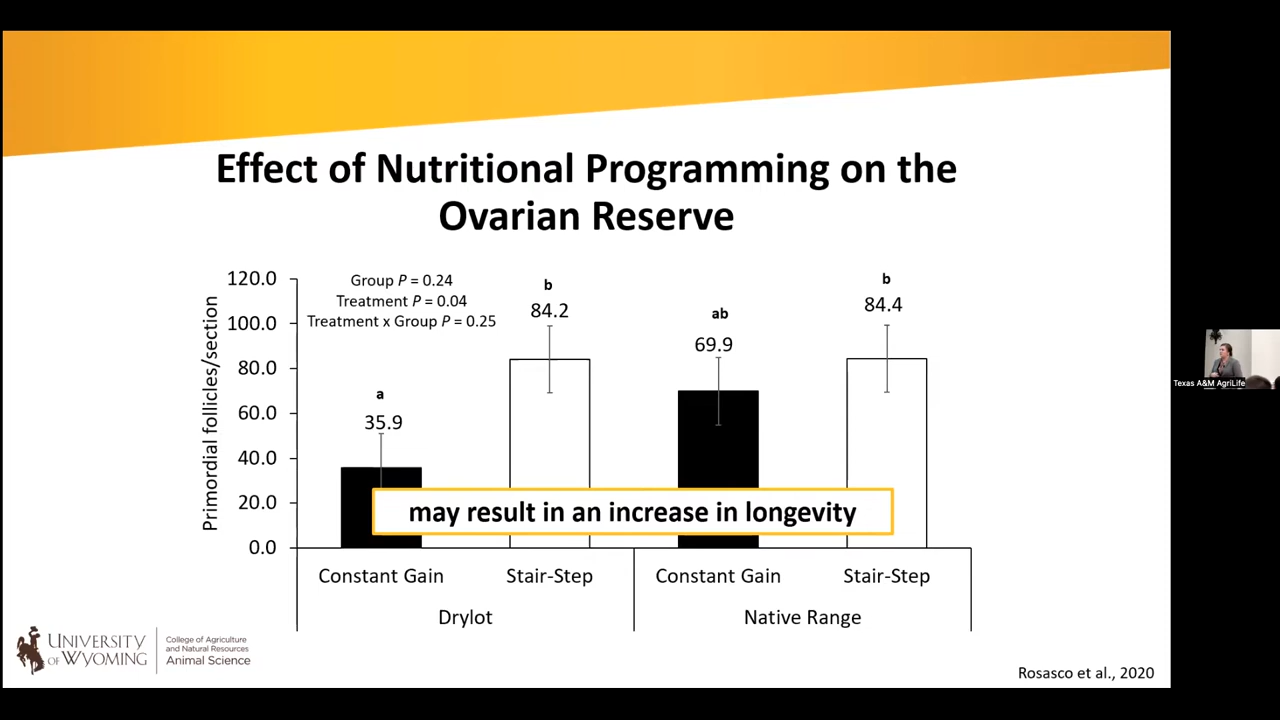 Effect of Nutritional Programming on the
Ovarian Reserve
Primordial follicles/section
120.0
100.0
80.0
60.0
40.0
20.0
0.0
Group P = 0.24
Treatment P = 0.04
Treatment x Group P = 0.25
a
35.9
b
84.2
ab
69.9
b
84.4
may result in an increase in longevity
Constant Gain
Stair-Step
Constant Gain
Stair-Step
Drylot
Native Range
UNIVERSITY
OF WYOMING
College of Agriculture
and Natural Resources
Animal Science
Rosasco et al., 2020
Texas A&M AgriLife